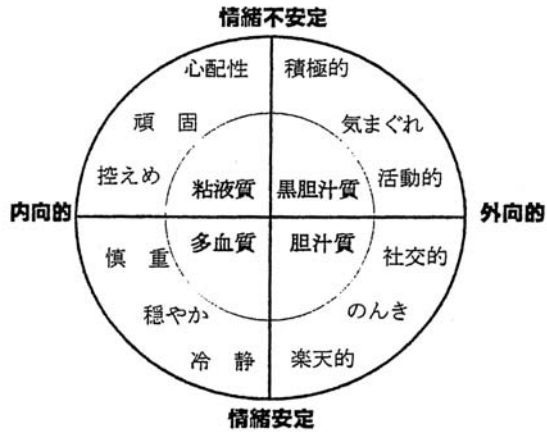 情緒不安定
心配性
積極的
頑 固
気まぐれ
控えめ
活動的
粘液質
黒胆汁質
内向的
外向的
多血質
胆汁質
慎 重
社交的
穏やか
のんき
冷 静
楽天的
情緒安定